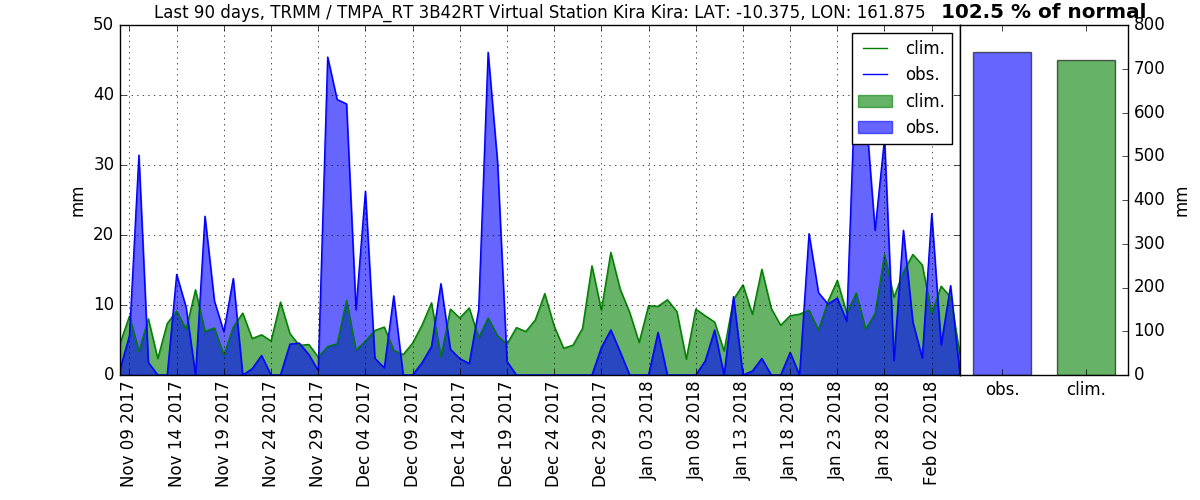 Last 90 days, TRMM / TMPA_RT 3B42RT Virtual Station Kira Kira: LAT: -10.375, LON: 161.875 102.5 % of normal
50
40
30
20
10
0
mm
clim.
obs.
clim.
obs.
800
700
600
500
400
300
200
100
0
mm
obs.
clim.
Nov 09 2017
Nov 14 2017
Nov 19 2017
Nov 24 2017
Nov 29 2017
Dec 04 2017
Dec 09 2017
Dec 14 2017
Dec 19 2017
Dec 24 2017
Dec 29 2017
Jan 03 2018
Jan 08 2018
Jan 13 2018
Jan 18 2018
Jan 23 2018
Jan 28 2018
Feb 02 2018